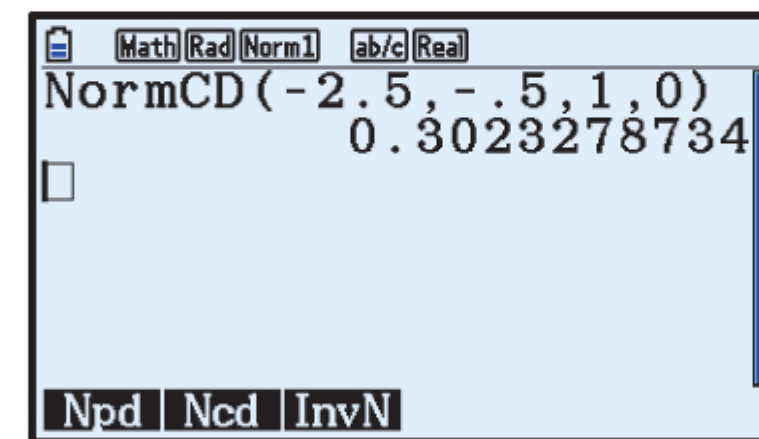 Math Rad Norm1 ab/c Real
NormCD(-2.5,-.5,1,0)
0.3023278734
Npd Ncd InvN